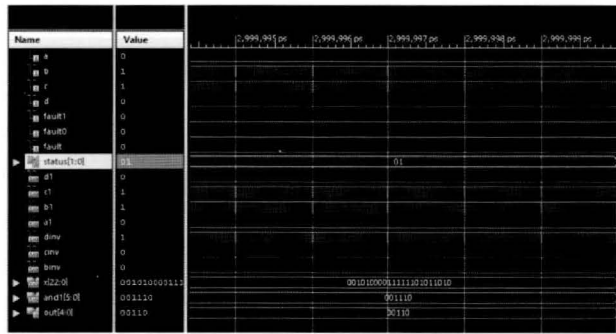 Name Value 2,999,995 ps 2,999,996 ps 2,999,997 ps 2,999,998 ps 2,999,999 ps
a 0
b 1
c 1
d 0
fault1 0
fault0 0
fault 0
status[1:0] 01 01
d1 0
c1 1
b1 1
a1 0
dinv 1
cinv 0
binv 0
x[22:0] 001010000111 00101000011111101011010
and1[5:0] 001110 001110
out[4:0] 00110 00110